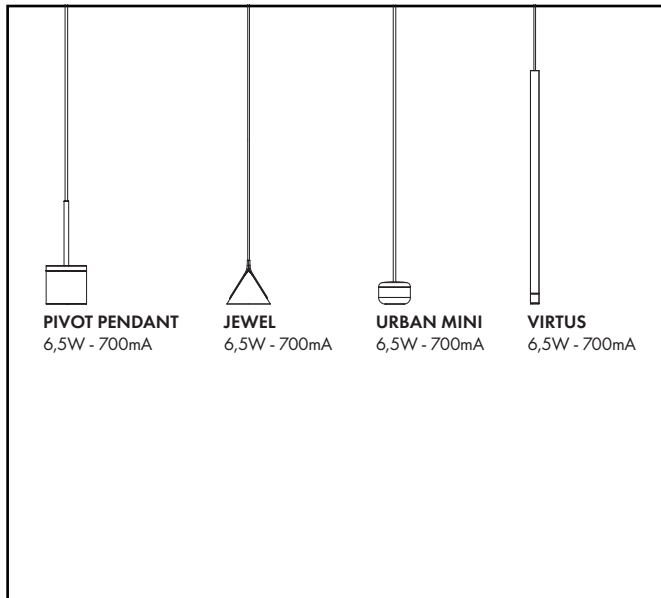 PIVOT PENDANT
6,5W - 700mA
JEWEL
6,5W - 700mA
URBAN MINI
6,5W - 700mA
VIRTUS
6,5W - 700mA